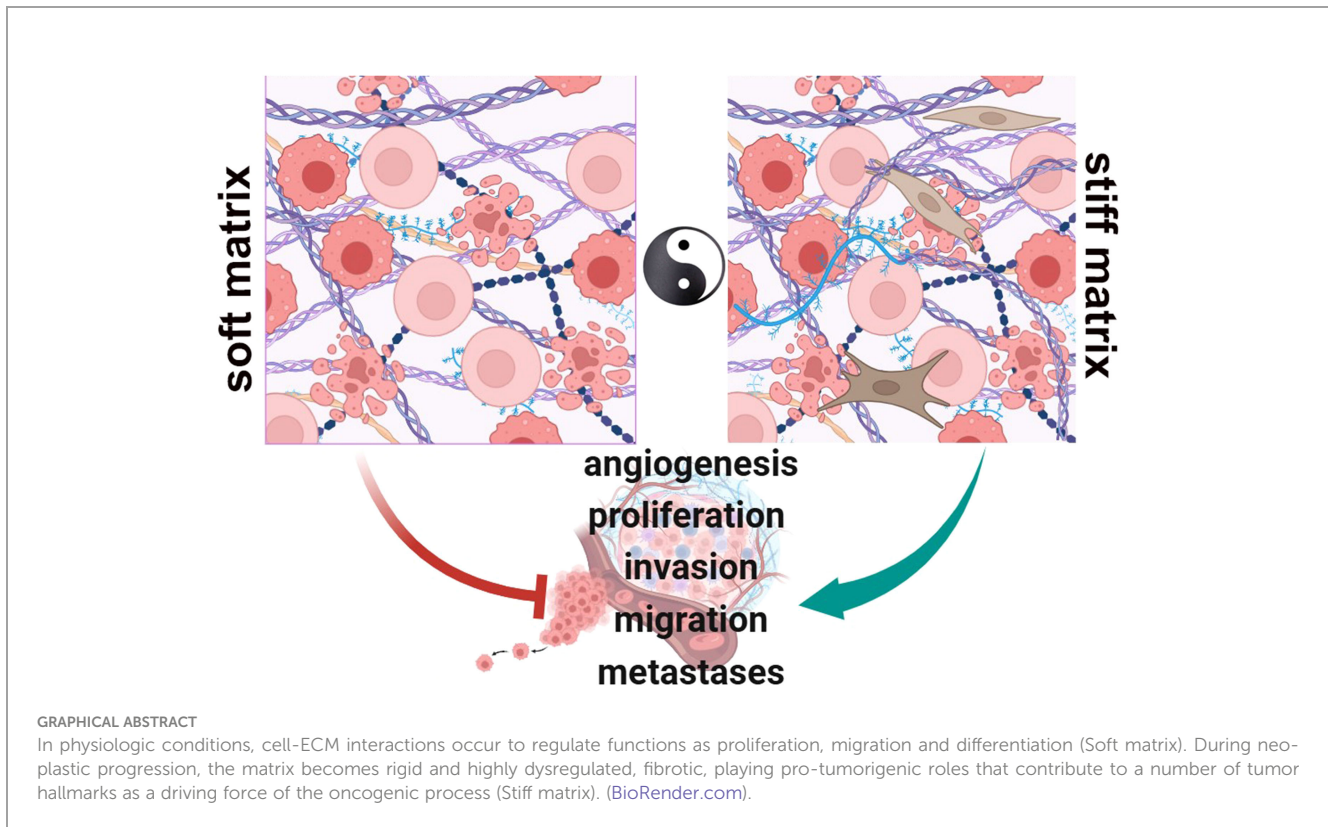 soft matrix
stiff matrix
angiogenesis
proliferation
invasion
migration
metastases
GRAPHICAL ABSTRACT
In physiologic conditions, cell-ECM interactions occur to regulate functions as proliferation, migration and differentiation (Soft matrix). During neo-
plastic progression, the matrix becomes rigid and highly dysregulated, fibrotic, playing pro-tumorigenic roles that contribute to a number of tumor
hallmarks as a driving force of the oncogenic process (Stiff matrix). (BioRender.com).